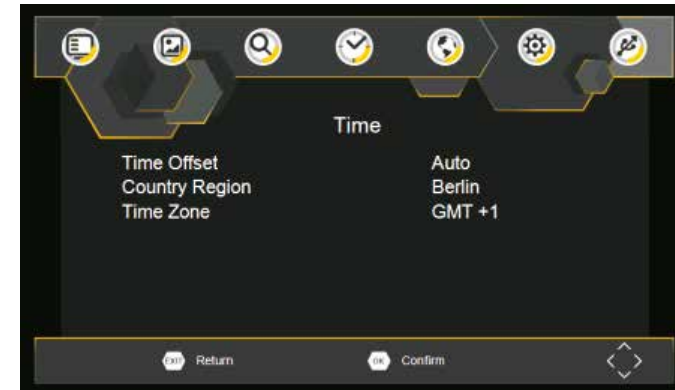 Time
Time Offset Auto
Country Region Berlin
Time Zone GMT +1
EXIT Return OK Confirm